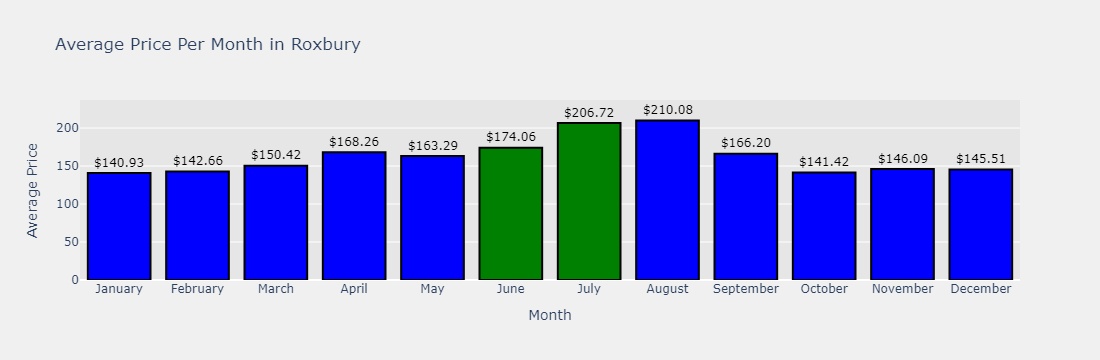 Average Price Per Month in Roxbury
$140.93 $142.66 $150.42 $168.26 $163.29 $174.06 $206.72 $210.08 $166.20 $141.42 $146.09 $145.51
200
150
100
50
0
Average Price
January February March April May June July August September October November December
Month